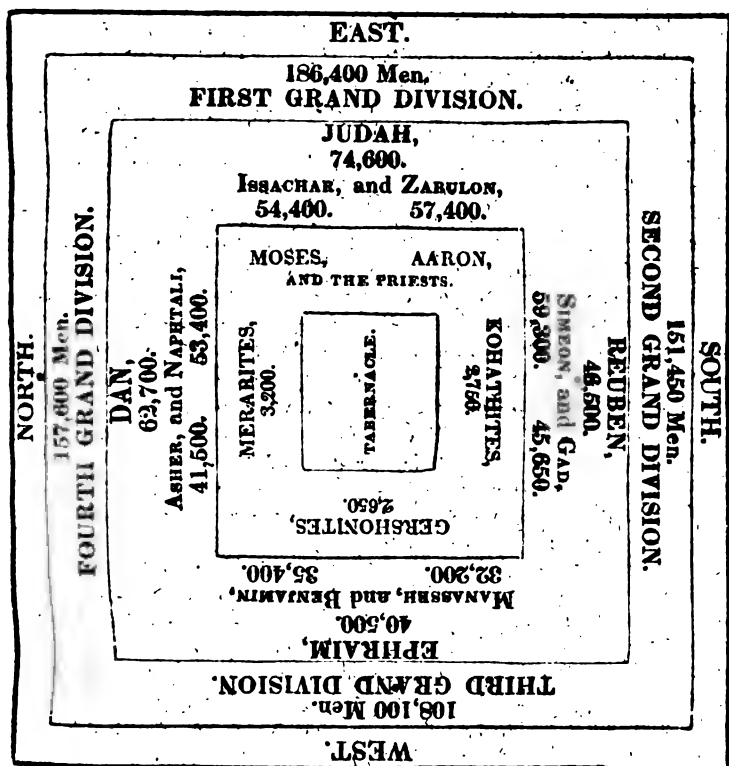 EAST.
186,400 Men.
FIRST GRAND DIVISION.
JUDAH,
74,600.
ISSACHAR, and ZABULON,
54,400. 57,400.
MOSES, AARON,
AND THE PRIESTS.
SOUTH.
151,450 Men.
SECOND GRAND DIVISION.
REUBEN,
46,500.
SIMEON, and GAD,
59,300. 45,650.
KOHATHITES,
2,750.
WEST.
108,100 Men.
THIRD GRAND DIVISION.
EPHRAIM,
40,500.
MANASSEH, and BENJAMIN,
32,200. 35,400.
GERSHONITES,
2,650.
NORTH.
157,600 Men.
FOURTH GRAND DIVISION.
DAN,
62,700.
ASHER, and NAPHTALI,
41,500. 53,400.
MERARITES,
3,200.
TABERNACLE.